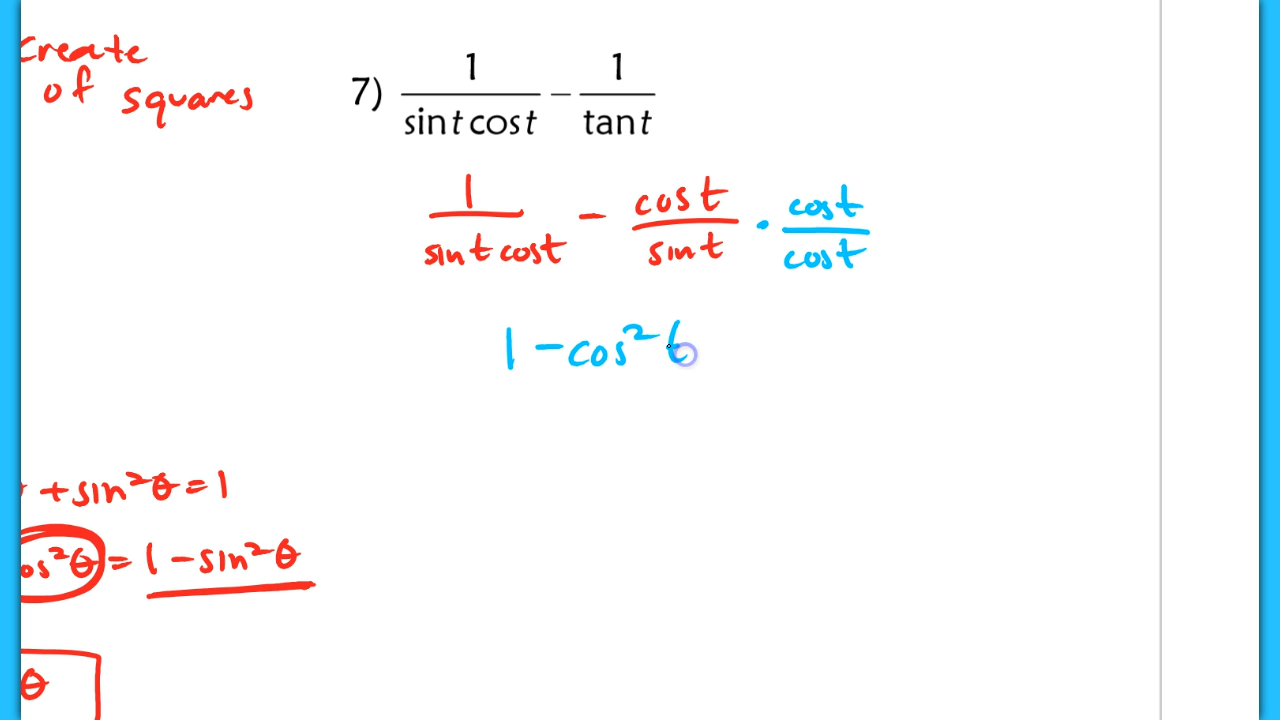 create
of squares
7) 1/(sin t cos t) − 1/(tan t)
1/(sin t cos t) − cos t/sin t · cos t/cos t
1 − cos² t
+ sin²θ = 1
os²θ = 1 − sin²θ
θ